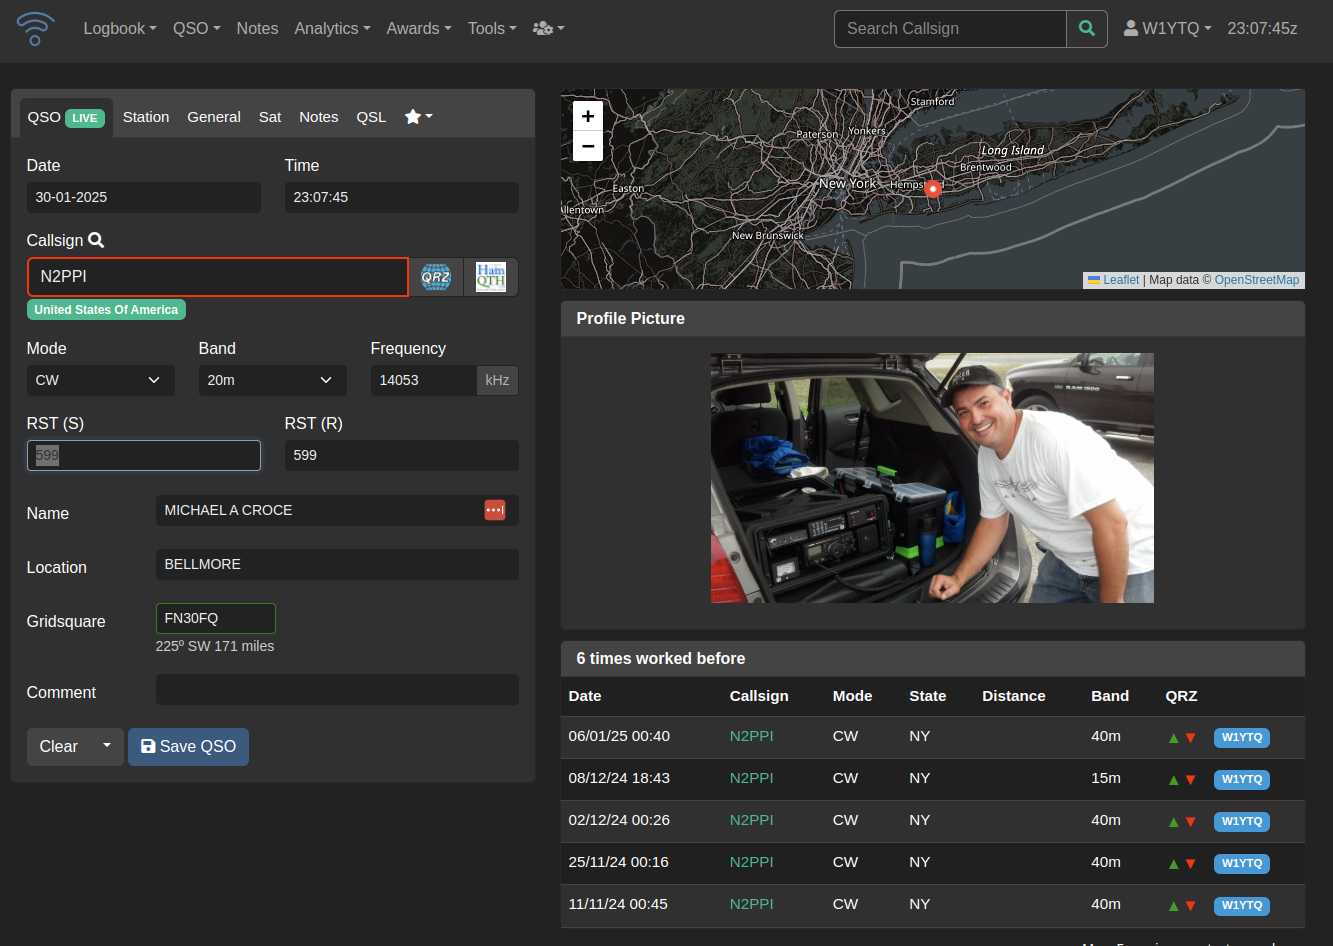 Logbook QSO Notes Analytics Awards Tools Search Callsign W1YTQ 23:07:45z
QSO LIVE Station General Sat Notes QSL
Date Time
30-01-2025 23:07:45
Callsign
N2PPI QRZ Ham QTH
United States Of America
Mode Band Frequency
CW 20m 14053 kHz
RST (S) RST (R)
599 599
Name MICHAEL A CROCE
Location BELLMORE
Gridsquare FN30FQ
225º SW 171 miles
Comment
Clear Save QSO
+
−
Stamford
Paterson Yonkers
Long Island
Brentwood
New York Hempst
Easton
Allentown
New Brunswick
Leaflet | Map data © OpenStreetMap
Profile Picture
6 times worked before
Date Callsign Mode State Distance Band QRZ
06/01/25 00:40 N2PPI CW NY 40m ▲▼ W1YTQ
08/12/24 18:43 N2PPI CW NY 15m ▲▼ W1YTQ
02/12/24 00:26 N2PPI CW NY 40m ▲▼ W1YTQ
25/11/24 00:16 N2PPI CW NY 40m ▲▼ W1YTQ
11/11/24 00:45 N2PPI CW NY 40m ▲▼ W1YTQ